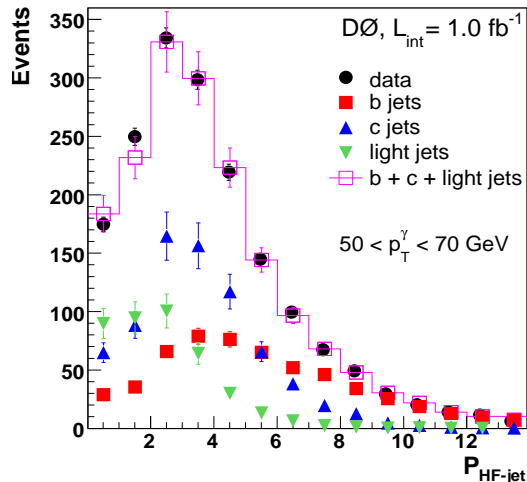 Events
DØ, L_int = 1.0 fb⁻¹
data
b jets
c jets
light jets
b + c + light jets
50 < p_T^γ < 70 GeV
350
300
250
200
150
100
50
0
2 4 6 8 10 12
P_HF-jet